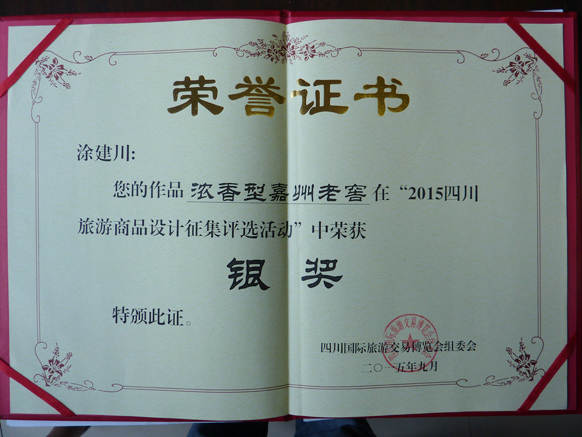 荣誉证书
涂建川:
您的作品 浓香型嘉州老窖 在“2015四川
旅游商品设计征集评选活动”中荣获
银奖
特颁此证。
四川国际旅游交易博览会组委会
二〇一五年九月